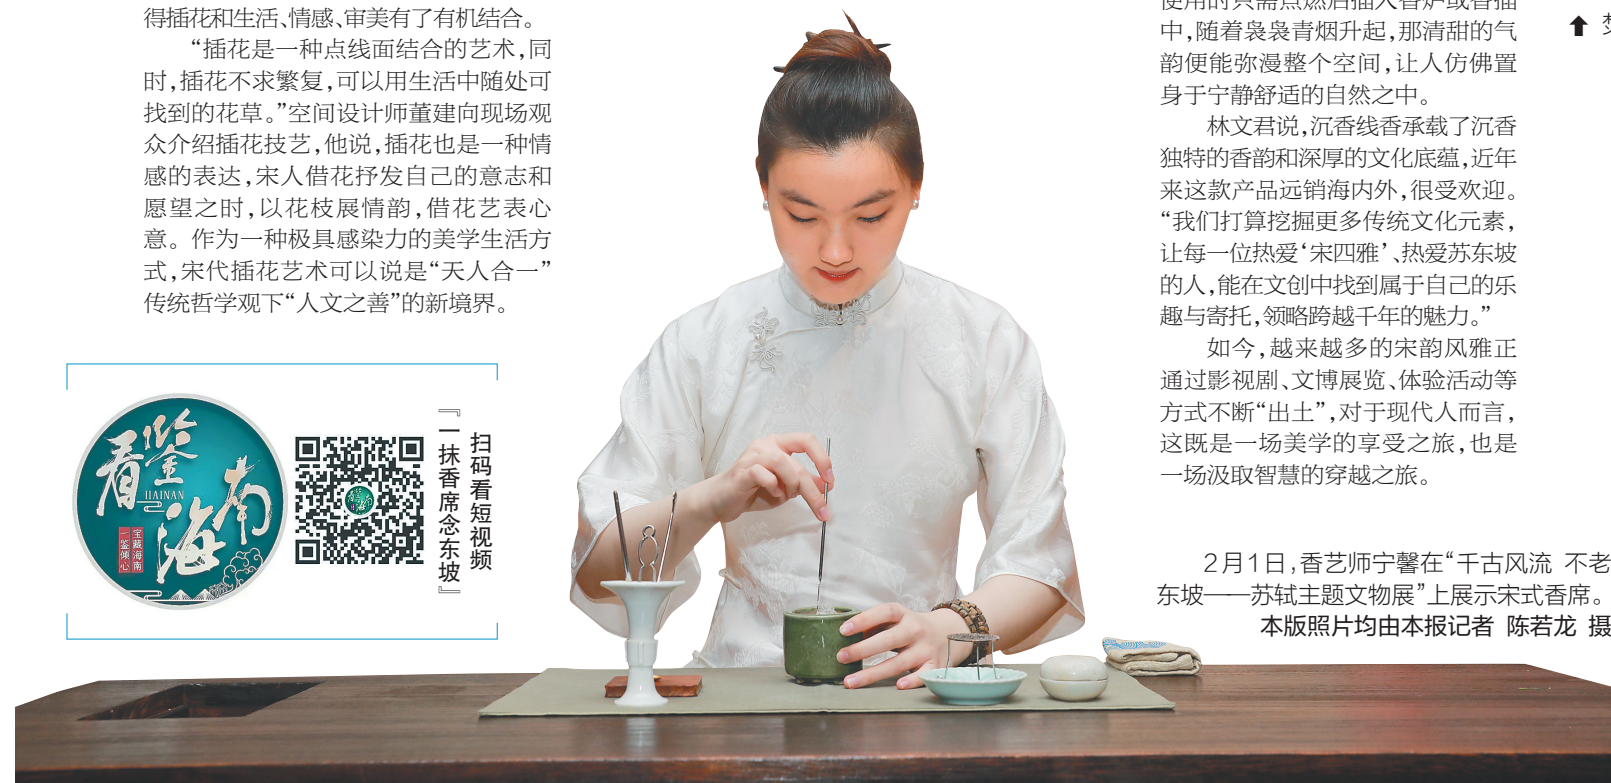 得插花和生活、情感、审美有了有机结合。
“插花是一种点线面结合的艺术，同
时，插花不求繁复，可以用生活中随处可
找到的花草。”空间设计师董建向现场观
众介绍插花技艺，他说，插花也是一种情
感的表达，宋人借花抒发自己的意志和
愿望之时，以花枝展情韵，借花艺表心
意。作为一种极具感染力的美学生活方
式，宋代插花艺术可以说是“天人合一”
传统哲学观下“人文之善”的新境界。
看鉴
HAINAN
海南
宝藏海南
一鉴倾心
扫码看短视频
『一抹香席念东坡』
使用时只需点燃后插入香炉或香插
中，随着袅袅青烟升起，那清甜的气
韵便能弥漫整个空间，让人仿佛置
身于宁静舒适的自然之中。
林文君说，沉香线香承载了沉香
独特的香韵和深厚的文化底蕴，近年
来这款产品远销海内外，很受欢迎。
“我们打算挖掘更多传统文化元素，
让每一位热爱‘宋四雅’、热爱苏东坡
的人，能在文创中找到属于自己的乐
趣与寄托，领略跨越千年的魅力。”
如今，越来越多的宋韵风雅正
通过影视剧、文博展览、体验活动等
方式不断“出土”，对于现代人而言，
这既是一场美学的享受之旅，也是
一场汲取智慧的穿越之旅。
2月1日，香艺师宁馨在“千古风流 不老
东坡——苏轼主题文物展”上展示宋式香席。
本版照片均由本报记者 陈若龙 摄